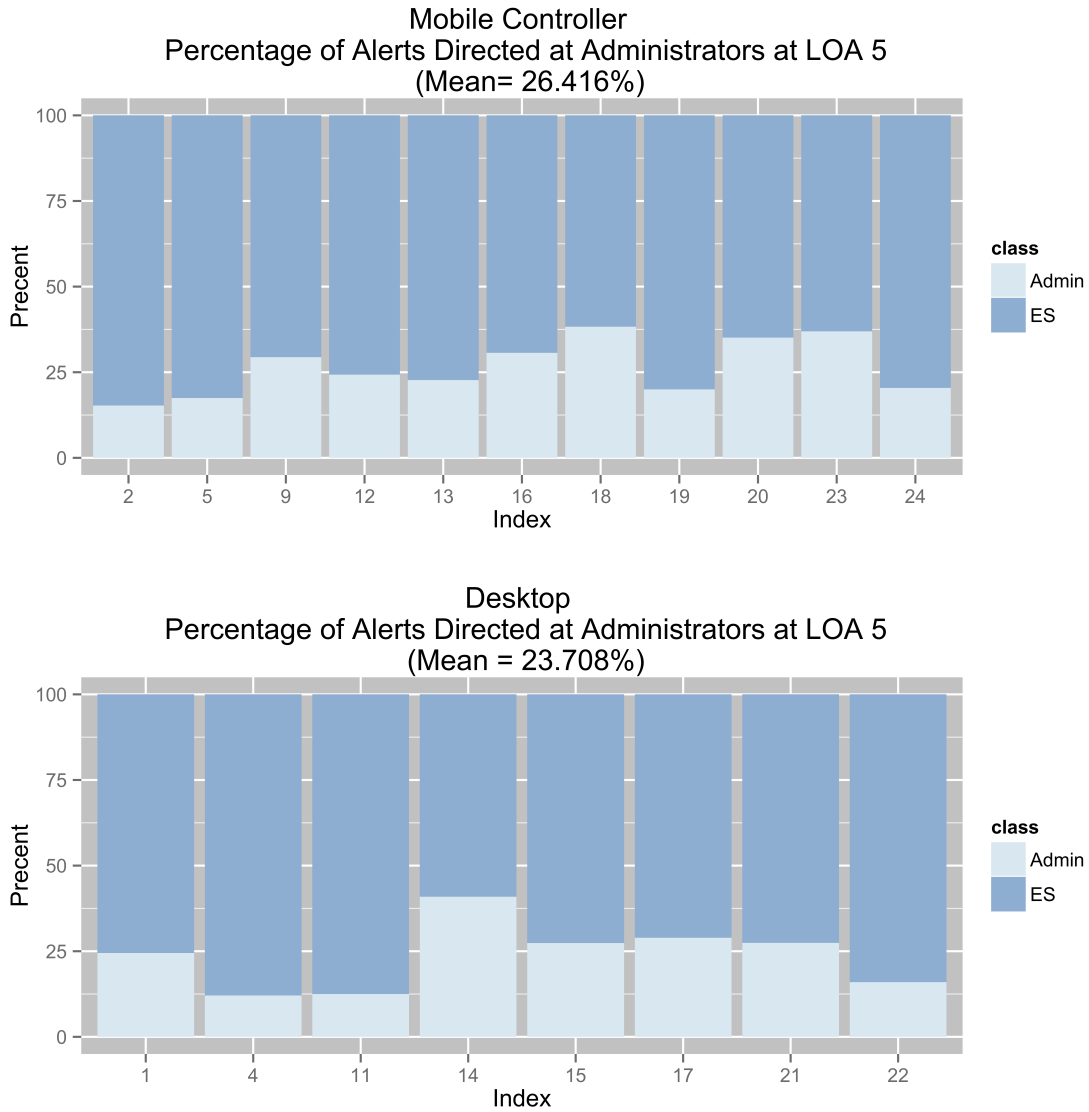 Mobile Controller
Percentage of Alerts Directed at Administrators at LOA 5
(Mean= 26.416%)
100
75
50
25
0
Precent
2 5 9 12 13 16 18 19 20 23 24
Index
class
Admin
ES
Desktop
Percentage of Alerts Directed at Administrators at LOA 5
(Mean = 23.708%)
100
75
50
25
0
Precent
1 4 11 14 15 17 21 22
Index
class
Admin
ES